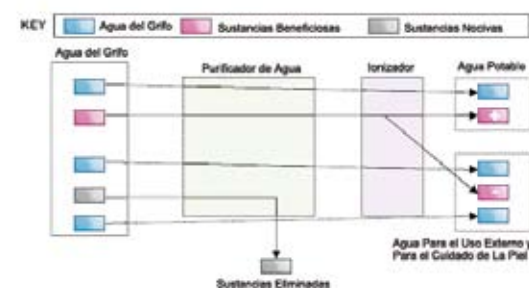 KEY Agua del Grifo Sustancias Beneficiosas Sustancias Nocivas
Agua del Grifo
Purificador de Agua
Ionizador
Agua Potable
+
-
Agua Para el Uso Externo y
Para el Cuidado de La Piel
Sustancias Eliminadas